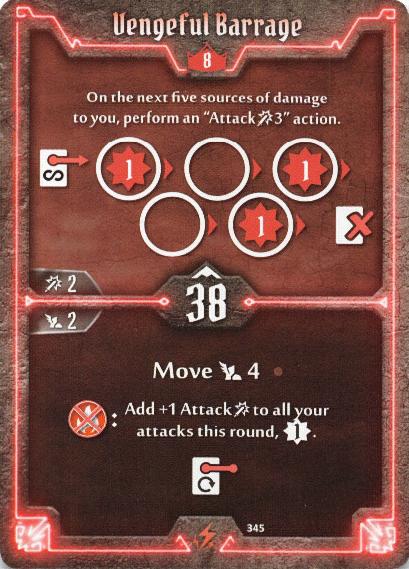 Vengeful Barrage
8
On the next five sources of damage
to you, perform an “Attack 3” action.
S
1
1
1
2
38
2
Move 4
: Add +1 Attack to all your
attacks this round, 1.
345